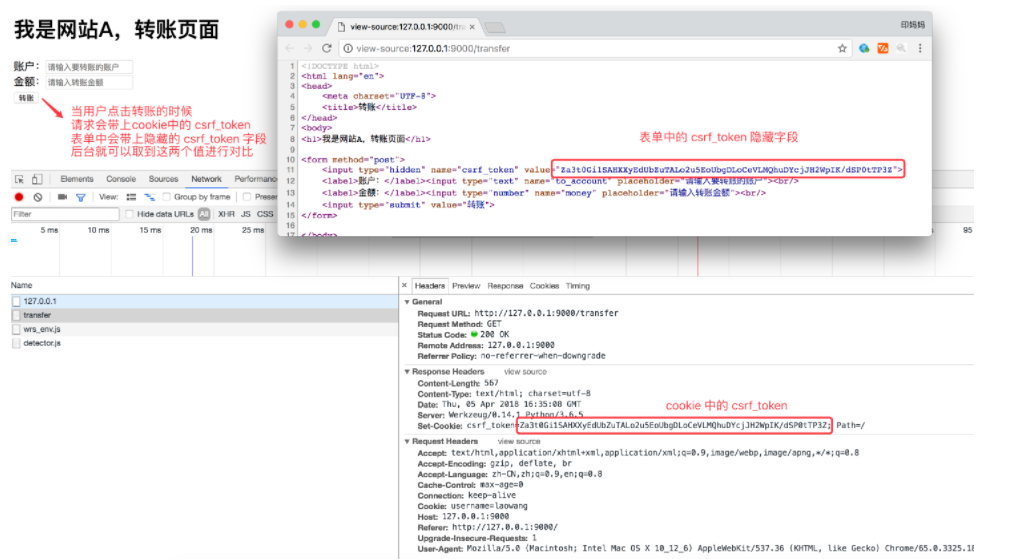 我是网站A，转账页面
账户： 请输入要转账的账户
金额： 请输入转账金额
转账
当用户点击转账的时候
请求会带上cookie中的 csrf_token
表单中会带上隐藏的 csrf_token 字段
后台就可以取到这两个值进行对比
view-source:127.0.0.1:9000/tra
印妈妈
view-source:127.0.0.1:9000/transfer
1 <!DOCTYPE html>
2 <html lang="en">
3 <head>
4 <meta charset="UTF-8">
5 <title>转账</title>
6 </head>
7 <body>
8 <h1>我是网站A，转账页面</h1>
9
表单中的 csrf_token 隐藏字段
10 <form method="post">
11 <input type="hidden" name="csrf_token" value="Za3t0Gi1SAHXXyEdUbZuTALo2u5EoUbgDLoCeVLMQhuDYcjJH2WpIK/dSP0tTP3Z">
12 <label>账户：</label><input type="text" name="to_account" placeholder="请输入要转账的账户"><br/>
13 <label>金额：</label><input type="number" name="money" placeholder="请输入转账金额"><br/>
14 <input type="submit" value="转账">
15 </form>
16
17 </body>
Elements Console Sources Network Performance
View: Group by frame Preser
Filter Hide data URLs All XHR JS CSS
5 ms 10 ms 15 ms 20 ms 25 ms 95
Name
127.0.0.1
transfer
wrs_env.js
detector.js
× Headers Preview Response Cookies Timing
▼ General
Request URL: http://127.0.0.1:9000/transfer
Request Method: GET
Status Code: 200 OK
Remote Address: 127.0.0.1:9000
Referrer Policy: no-referrer-when-downgrade
▼ Response Headers view source
Content-Length: 567
Content-Type: text/html; charset=utf-8
Date: Thu, 05 Apr 2018 16:35:08 GMT
Server: Werkzeug/0.14.1 Python/3.6.5
cookie 中的 csrf_token
Set-Cookie: csrf_token=Za3t0Gi1SAHXXyEdUbZuTALo2u5EoUbgDLoCeVLMQhuDYcjJH2WpIK/dSP0tTP3Z; Path=/
▼ Request Headers view source
Accept: text/html,application/xhtml+xml,application/xml;q=0.9,image/webp,image/apng,*/*;q=0.8
Accept-Encoding: gzip, deflate, br
Accept-Language: zh-CN,zh;q=0.9,en;q=0.8
Cache-Control: max-age=0
Connection: keep-alive
Cookie: username=laowang
Host: 127.0.0.1:9000
Referer: http://127.0.0.1:9000/
Upgrade-Insecure-Requests: 1
User-Agent: Mozilla/5.0 (Macintosh; Intel Mac OS X 10_12_6) AppleWebKit/537.36 (KHTML, like Gecko) Chrome/65.0.3325.18